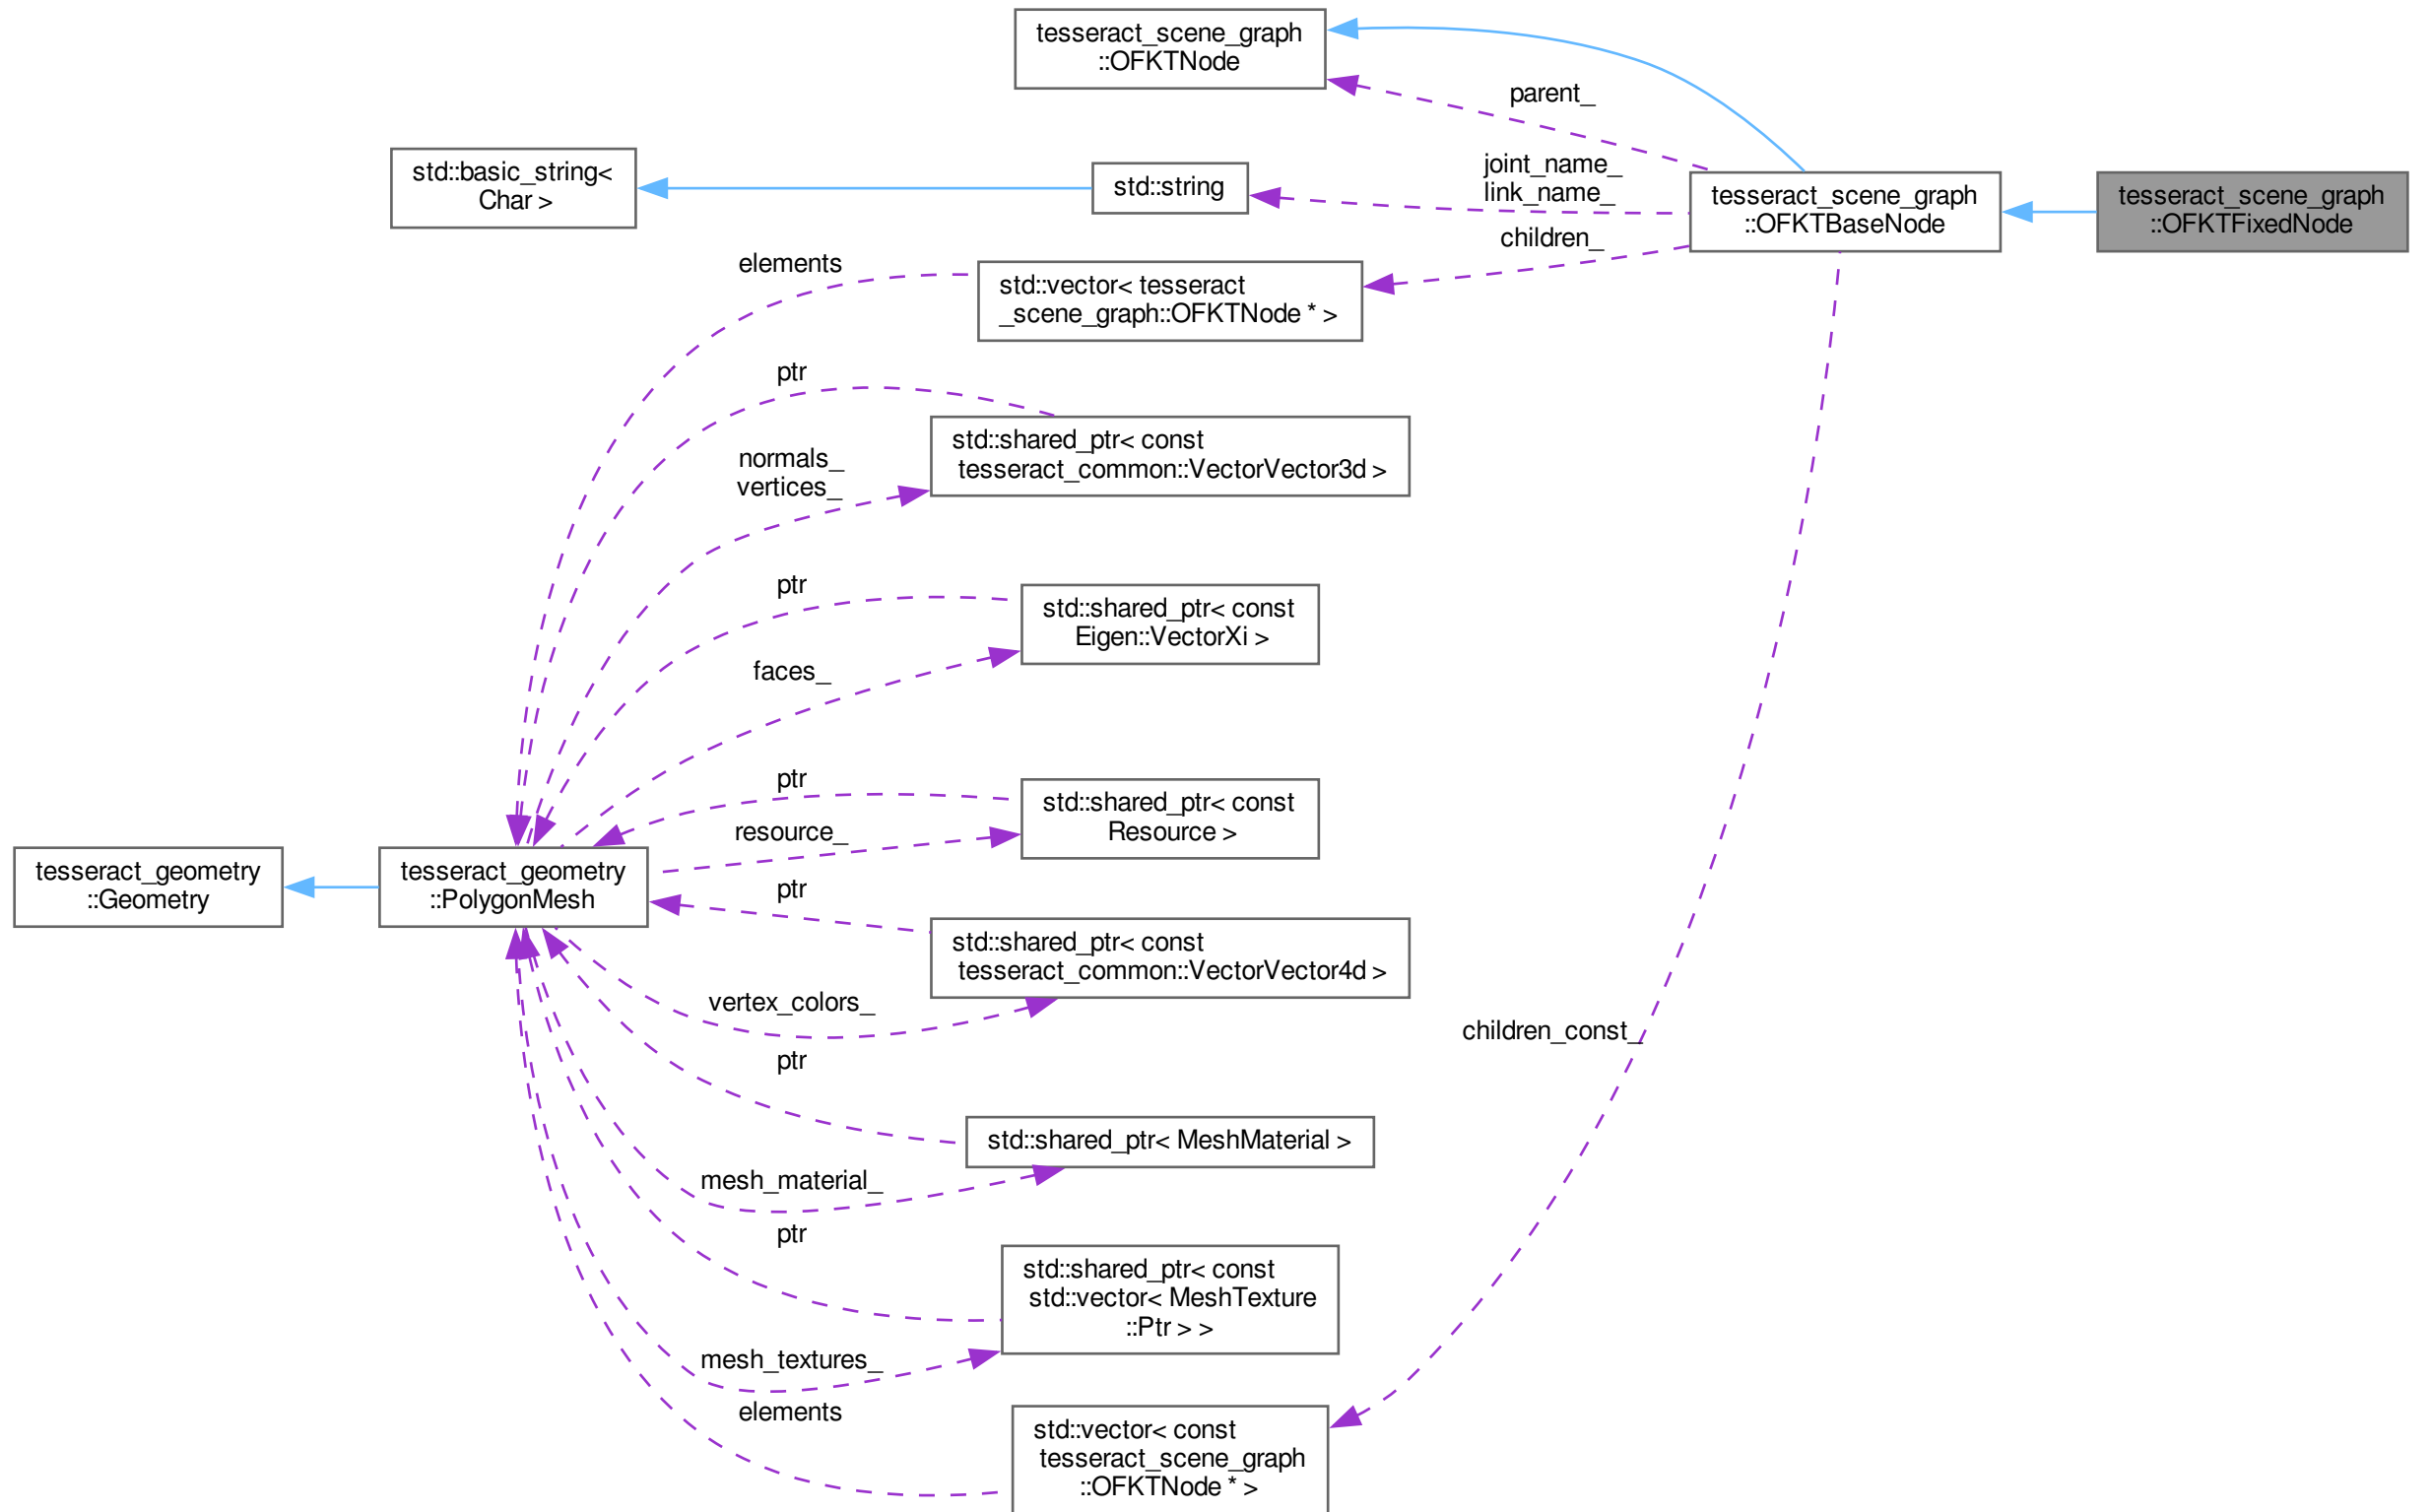 tesseract_scene_graph
::OFKTNode
parent_
std::basic_string<
Char >
std::string
joint_name_
link_name_
tesseract_scene_graph
::OFKTBaseNode
tesseract_scene_graph
::OFKTFixedNode
children_
elements
std::vector< tesseract
_scene_graph::OFKTNode * >
ptr
std::shared_ptr< const
tesseract_common::VectorVector3d >
normals_
vertices_
ptr
std::shared_ptr< const
Eigen::VectorXi >
faces_
ptr
std::shared_ptr< const
Resource >
resource_
tesseract_geometry
::Geometry
tesseract_geometry
::PolygonMesh
ptr
std::shared_ptr< const
tesseract_common::VectorVector4d >
vertex_colors_
children_const_
ptr
std::shared_ptr< MeshMaterial >
mesh_material_
ptr
std::shared_ptr< const
std::vector< MeshTexture
::Ptr > >
mesh_textures_
elements
std::vector< const
tesseract_scene_graph
::OFKTNode * >